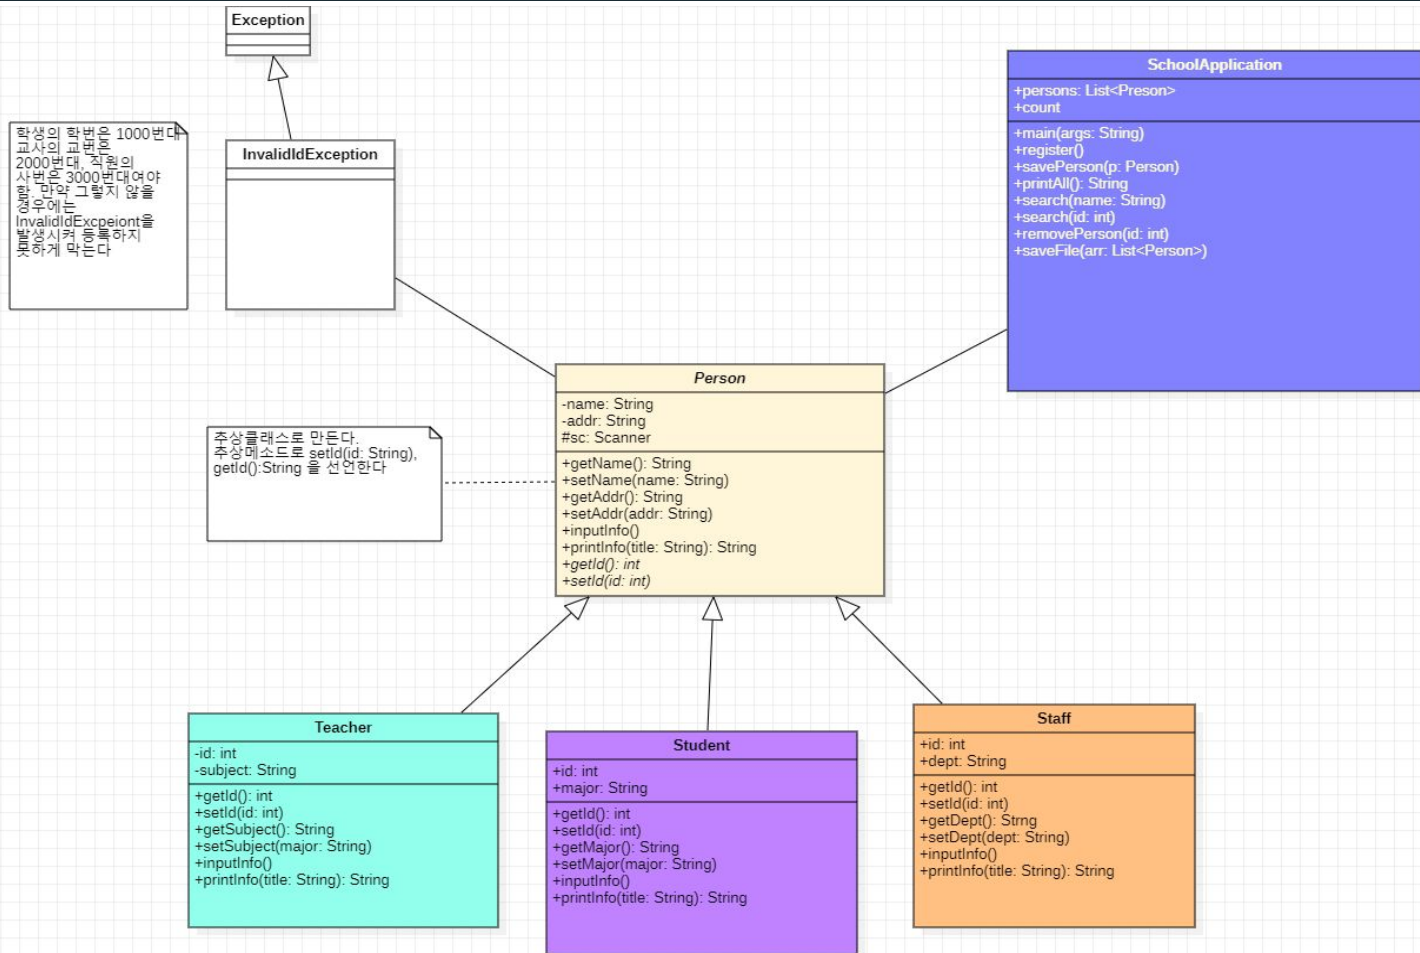 Exception
학생의 학번은 1000번대
교사의 교번은
2000번대, 직원의
사번은 3000번대여야
함. 만약 그렇지 않을
경우에는
InvalidIdExcpeiont을
발생시켜 등록하지
못하게 막는다
InvalidIdException
SchoolApplication
+persons: List<Preson>
+count
+main(args: String)
+register()
+savePerson(p: Person)
+printAll(): String
+search(name: String)
+search(id: int)
+removePerson(id: int)
+saveFile(arr: List<Person>)
추상클래스로 만든다.
추상메소드로 setId(id: String),
getId():String 을 선언한다
Person
-name: String
-addr: String
#sc: Scanner
+getName(): String
+setName(name: String)
+getAddr(): String
+setAddr(addr: String)
+inputInfo()
+printInfo(title: String): String
+getId(): int
+setId(id: int)
Teacher
-id: int
-subject: String
+getId(): int
+setId(id: int)
+getSubject(): String
+setSubject(major: String)
+inputInfo()
+printInfo(title: String): String
Student
+id: int
+major: String
+getId(): int
+setId(id: int)
+getMajor(): String
+setMajor(major: String)
+inputInfo()
+printInfo(title: String): String
Staff
+id: int
+dept: String
+getId(): int
+setId(id: int)
+getDept(): Strng
+setDept(dept: String)
+inputInfo()
+printInfo(title: String): String